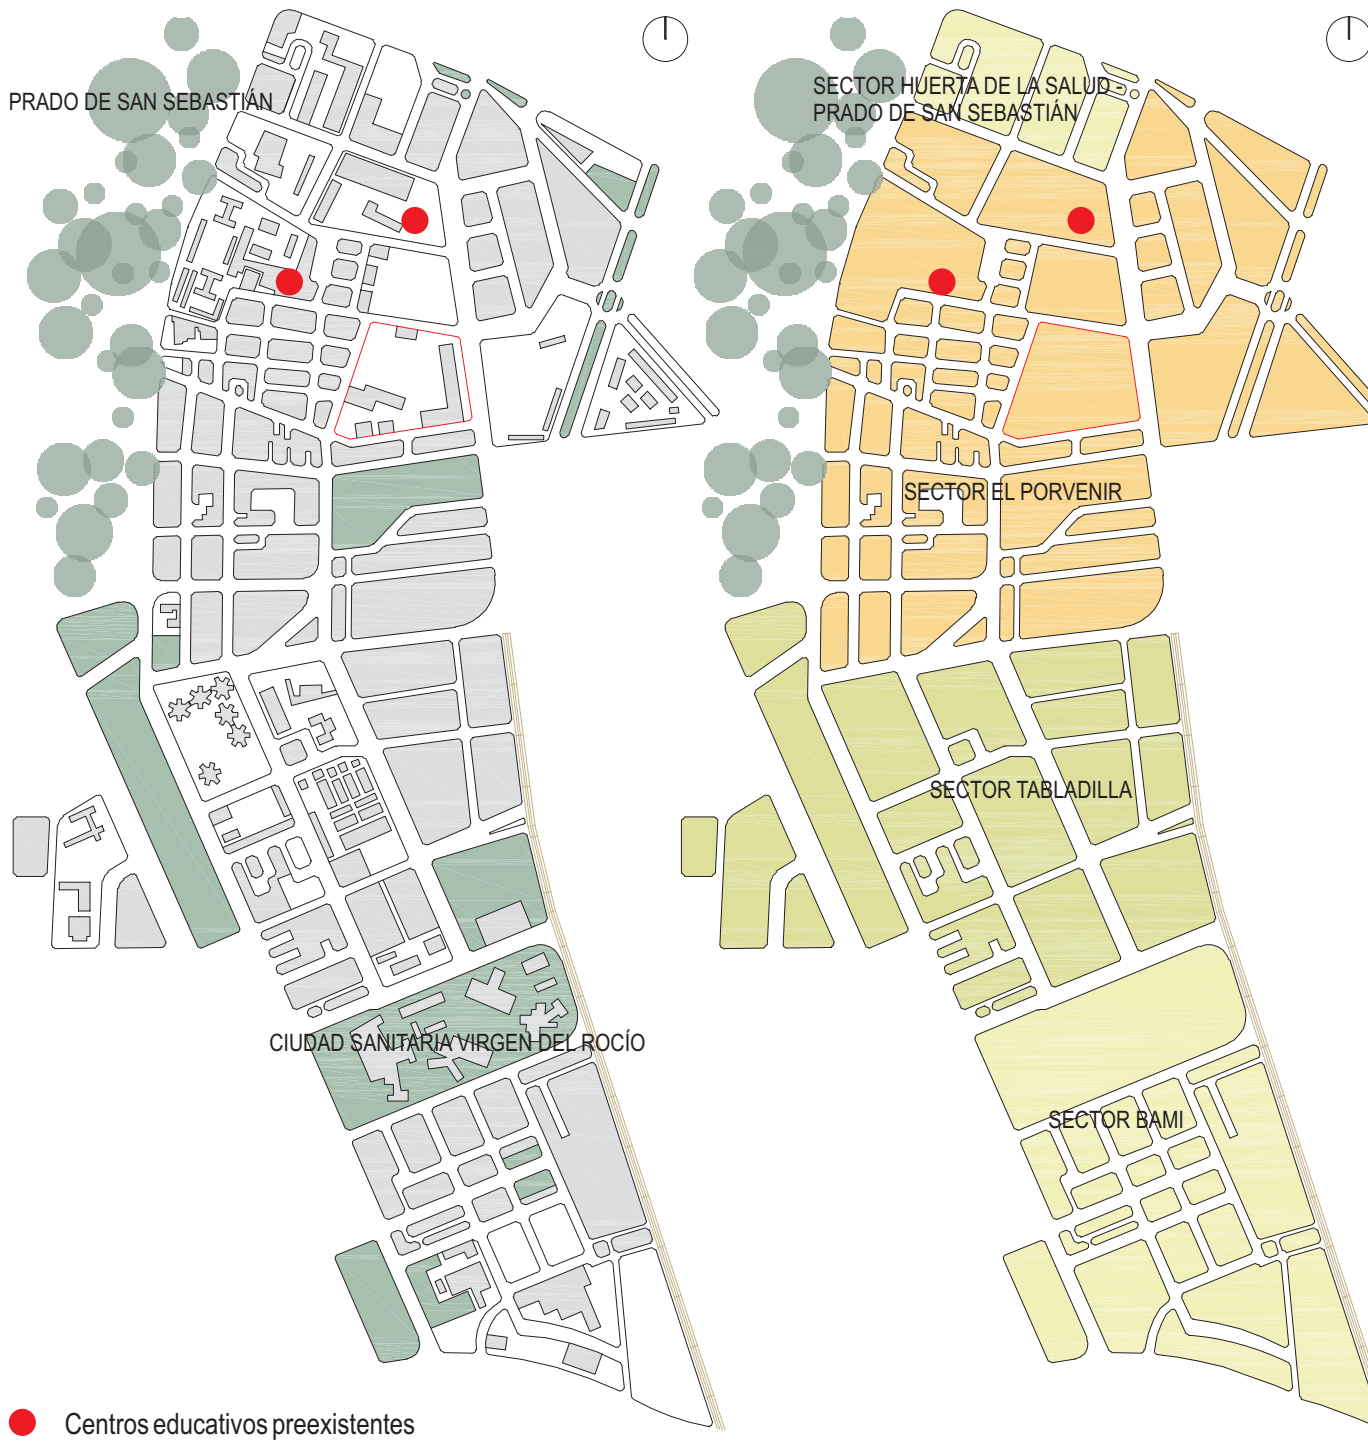 PRADO DE SAN SEBASTIÁN
CIUDAD SANITARIA VIRGEN DEL ROCÍO
Centros educativos preexistentes
SECTOR HUERTA DE LA SALUD -
PRADO DE SAN SEBASTIÁN
SECTOR EL PORVENIR
SECTOR TABLADILLA
SECTOR BAMI